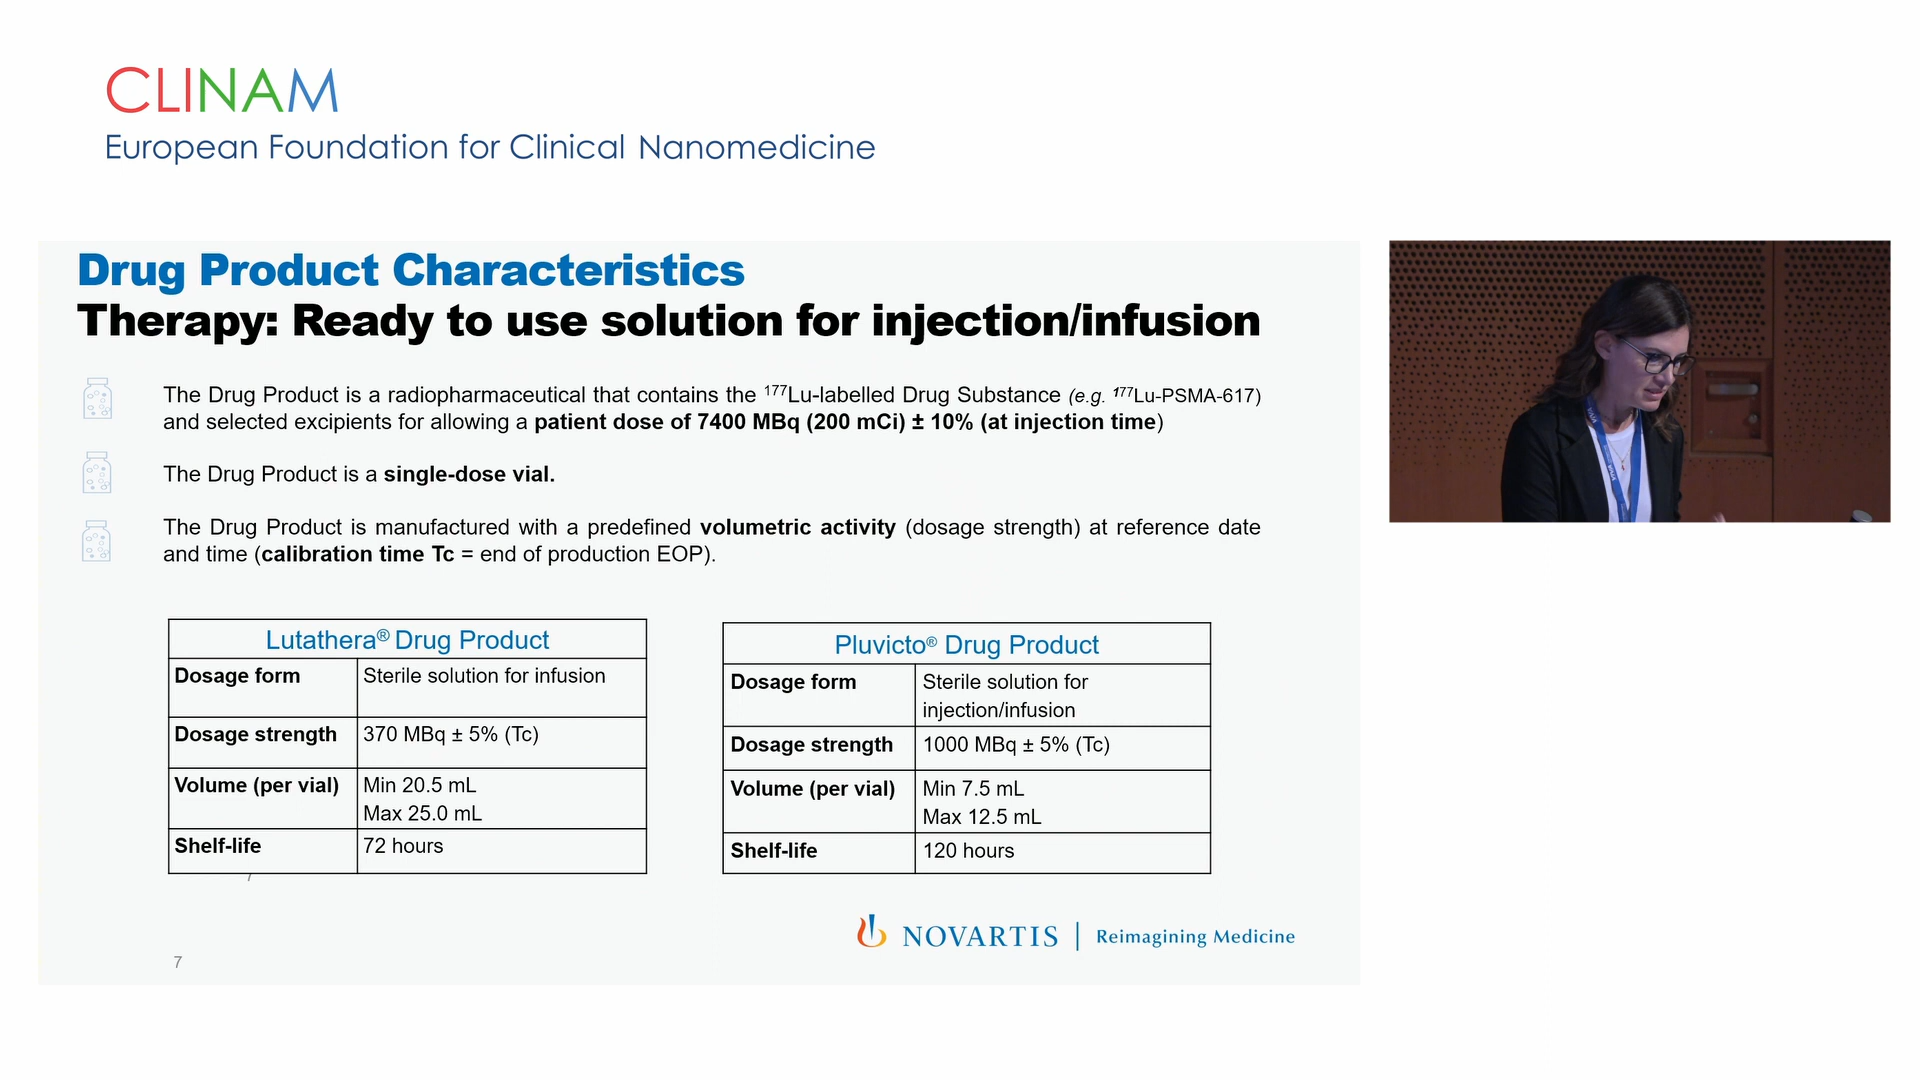 CLINAM
European Foundation for Clinical Nanomedicine
Drug Product Characteristics
Therapy: Ready to use solution for injection/infusion
The Drug Product is a radiopharmaceutical that contains the ¹⁷⁷Lu-labelled Drug Substance (e.g. ¹⁷⁷Lu-PSMA-617)
and selected excipients for allowing a patient dose of 7400 MBq (200 mCi) ± 10% (at injection time)
The Drug Product is a single-dose vial.
The Drug Product is manufactured with a predefined volumetric activity (dosage strength) at reference date
and time (calibration time Tc = end of production EOP).
Lutathera® Drug Product
Dosage form Sterile solution for infusion
Dosage strength 370 MBq ± 5% (Tc)
Volume (per vial) Min 20.5 mL
Max 25.0 mL
Shelf-life 72 hours
Pluvicto® Drug Product
Dosage form Sterile solution for
injection/infusion
Dosage strength 1000 MBq ± 5% (Tc)
Volume (per vial) Min 7.5 mL
Max 12.5 mL
Shelf-life 120 hours
7
NOVARTIS | Reimagining Medicine
7